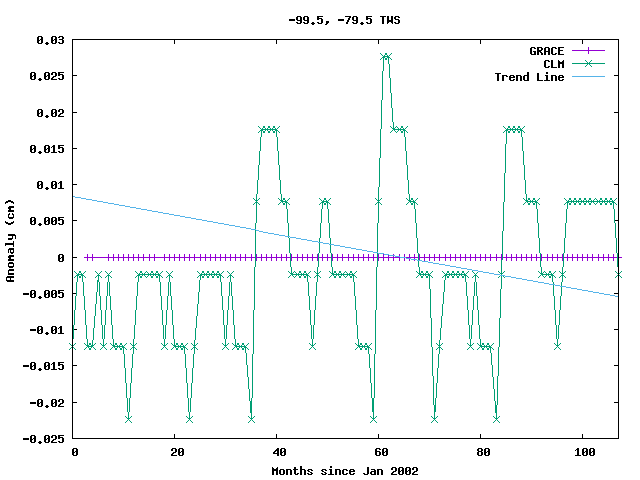 -99.5, -79.5 TWS
0.03
0.025
0.02
0.015
0.01
0.005
0
-0.005
-0.01
-0.015
-0.02
-0.025
Anomaly (cm)
GRACE
CLM
Trend Line
0 20 40 60 80 100
Months since Jan 2002